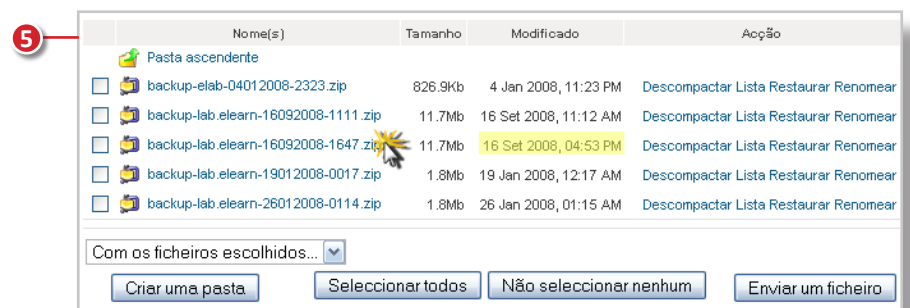 5
Nome(s) Tamanho Modificado Acção
Pasta ascendente
backup-elab-04012008-2323.zip 826.9Kb 4 Jan 2008, 11:23 PM Descompactar Lista Restaurar Renomear
backup-lab.elearn-16092008-1111.zip 11.7Mb 16 Set 2008, 11:12 AM Descompactar Lista Restaurar Renomear
backup-lab.elearn-16092008-1647.zip 11.7Mb 16 Set 2008, 04:53 PM Descompactar Lista Restaurar Renomear
backup-lab.elearn-19012008-0017.zip 1.8Mb 19 Jan 2008, 12:17 AM Descompactar Lista Restaurar Renomear
backup-lab.elearn-26012008-0114.zip 1.8Mb 26 Jan 2008, 01:15 AM Descompactar Lista Restaurar Renomear
Com os ficheiros escolhidos...
Criar uma pasta Seleccionar todos Não seleccionar nenhum Enviar um ficheiro